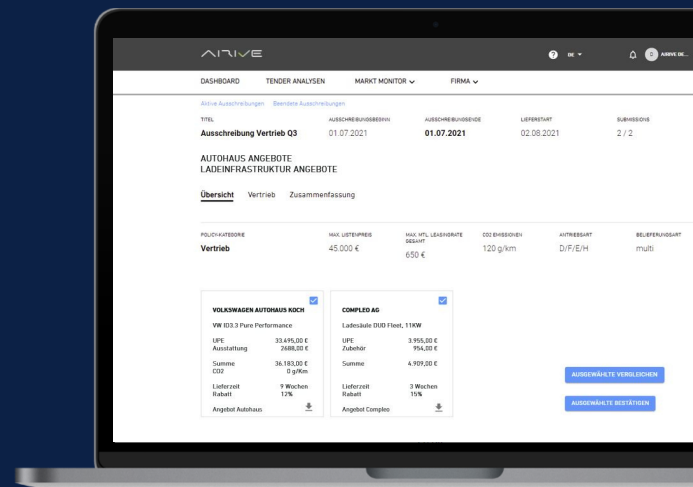 AIRIVE
? DE
D AIRIVE DE...
DASHBOARD TENDER ANALYSEN MARKT MONITOR FIRMA
Aktive Ausschreibungen Beendete Ausschreibungen
TITEL AUSSCHREIBUNGSBEGINN AUSSCHREIBUNGSENDE LIEFERSTART SUBMISSIONS
Ausschreibung Vertrieb Q3 01.07.2021 01.07.2021 02.08.2021 2 / 2
AUTOHAUS ANGEBOTE
LADEINFRASTRUKTUR ANGEBOTE
Übersicht Vertrieb Zusammenfassung
POLICY-KATEGORIE MAX. LISTENPREIS MAX. MTL. LEASINGRATE GESAMT CO2 EMISSIONEN ANTRIEBSART BELIEFERUNGSART
Vertrieb 45.000 € 650 € 120 g/km D/F/E/H multi
VOLKSWAGEN AUTOHAUS KOCH
VW ID3.3 Pure Performance
UPE 33.495,00 €
Ausstattung 2688,00 €
Summe 36.183,00 €
CO2 0 g/Km
Lieferzeit 9 Wochen
Rabatt 12%
Angebot Autohaus
COMPLEO AG
Ladesäule DUO Fleet, 11KW
UPE 3.955,00 €
Zubehör 954,00 €
Summe 4.909,00 €
Lieferzeit 3 Wochen
Rabatt 15%
Angebot Compleo
AUSGEWÄHLTE VERGLEICHEN
AUSGEWÄHLTE BESTÄTIGEN